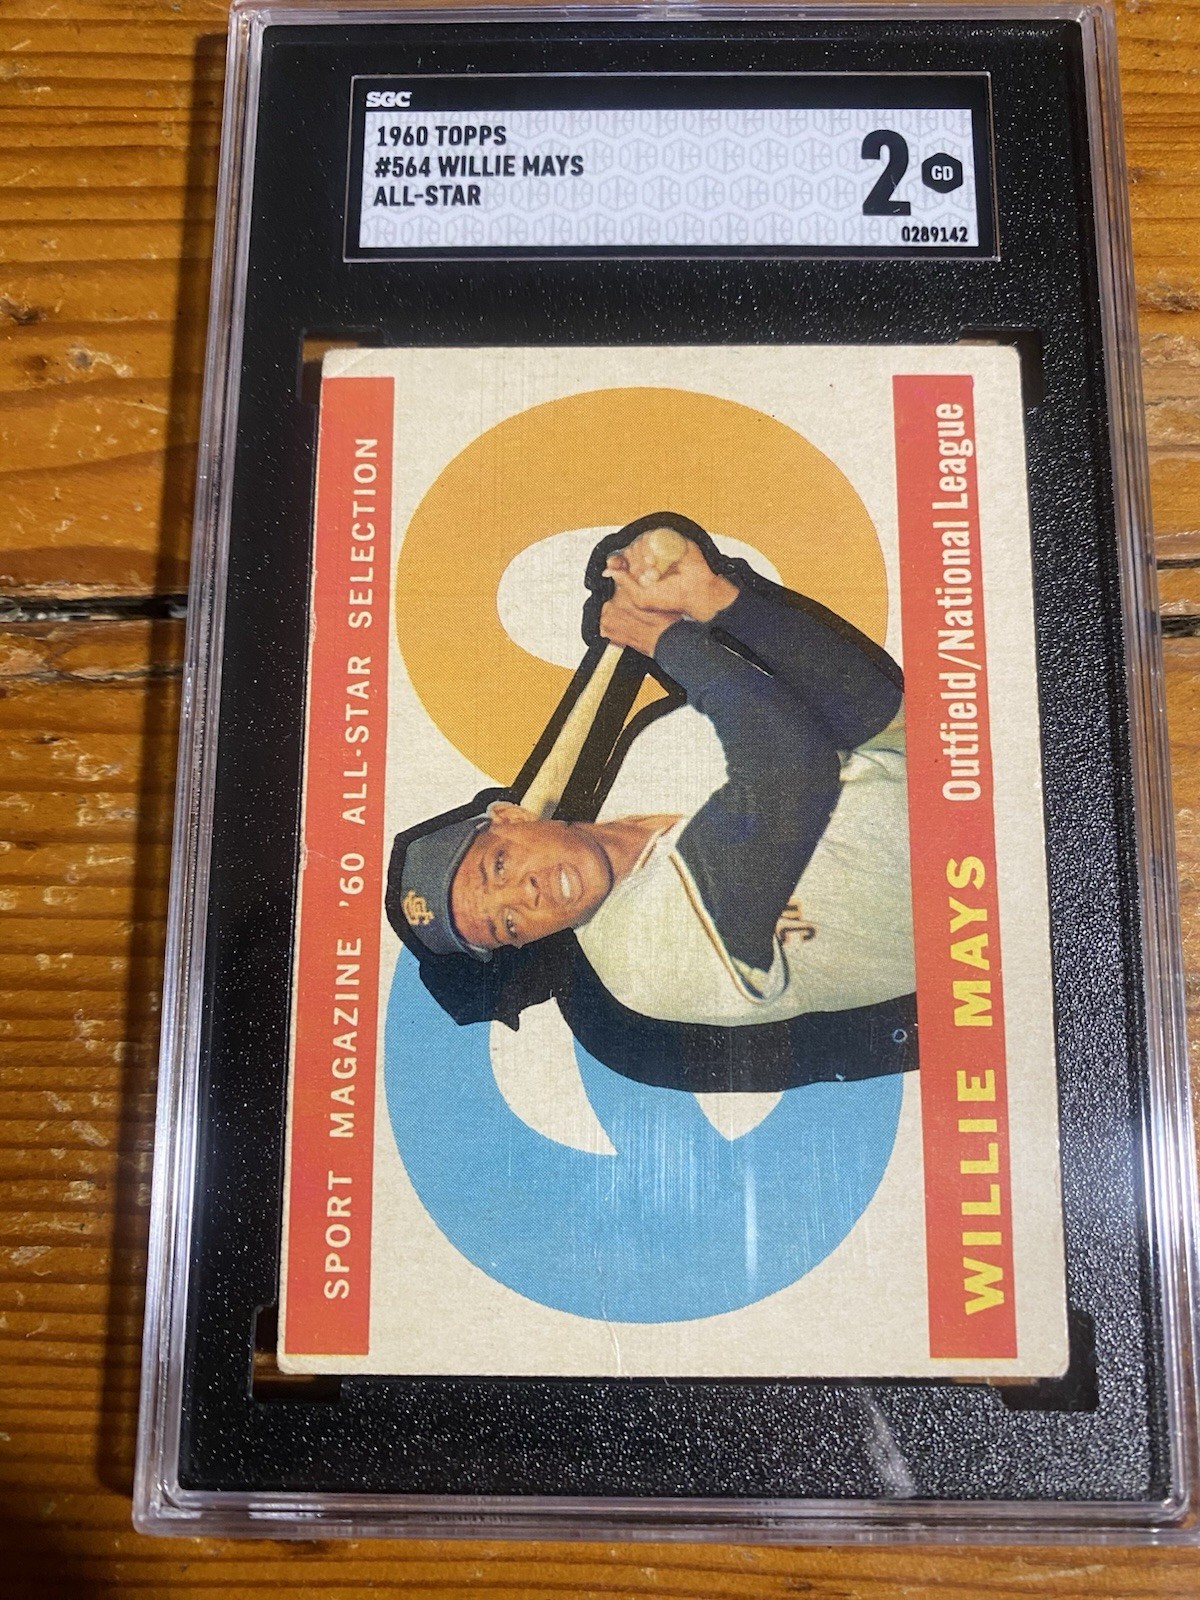 SGC
1960 TOPPS
#564 WILLIE MAYS
ALL-STAR
2
GD
0289142
SPORT MAGAZINE '60 ALL-STAR SELECTION
SF
WILLIE MAYS Outfield/National League